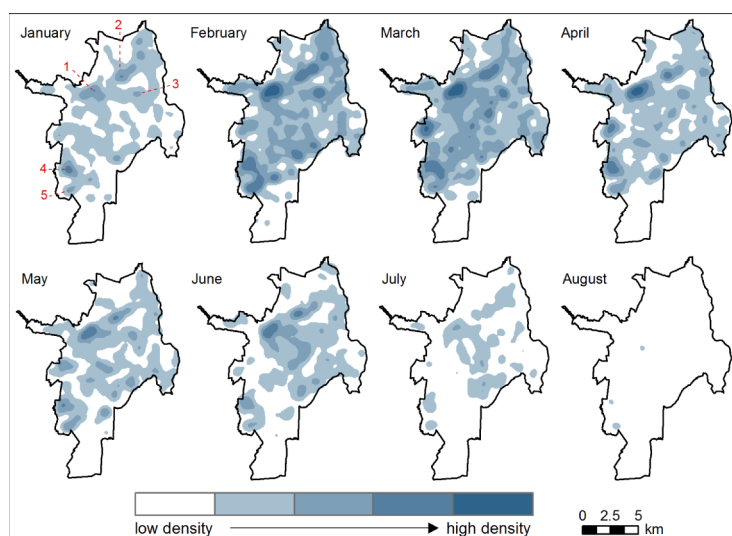 January
February
March
April
1
2
3
4
5
May
June
July
August
low density
high density
0 2.5 5
km